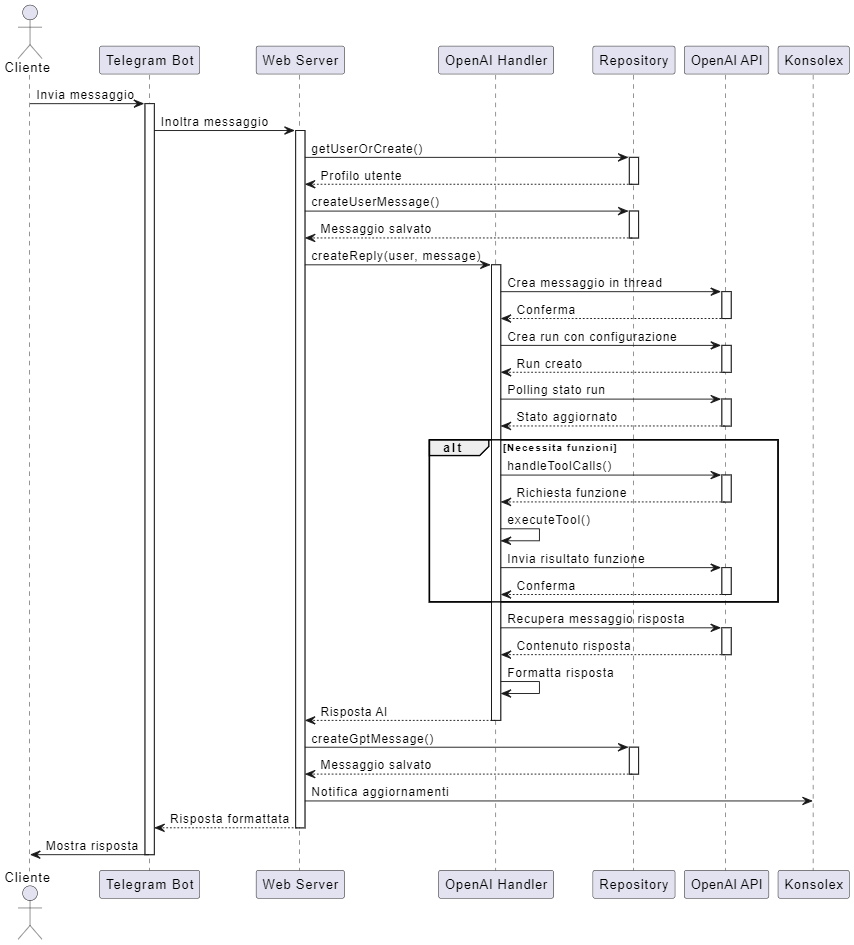 Cliente
Telegram Bot
Web Server
OpenAI Handler
Repository
OpenAI API
Konsolex
Invia messaggio
Inoltra messaggio
getUserOrCreate()
Profilo utente
createUserMessage()
Messaggio salvato
createReply(user, message)
Crea messaggio in thread
Conferma
Crea run con configurazione
Run creato
Polling stato run
Stato aggiornato
alt
[Necessita funzioni]
handleToolCalls()
Richiesta funzione
executeTool()
Invia risultato funzione
Conferma
Recupera messaggio risposta
Contenuto risposta
Formatta risposta
Risposta AI
createGptMessage()
Messaggio salvato
Notifica aggiornamenti
Risposta formattata
Mostra risposta
Cliente
Telegram Bot
Web Server
OpenAI Handler
Repository
OpenAI API
Konsolex